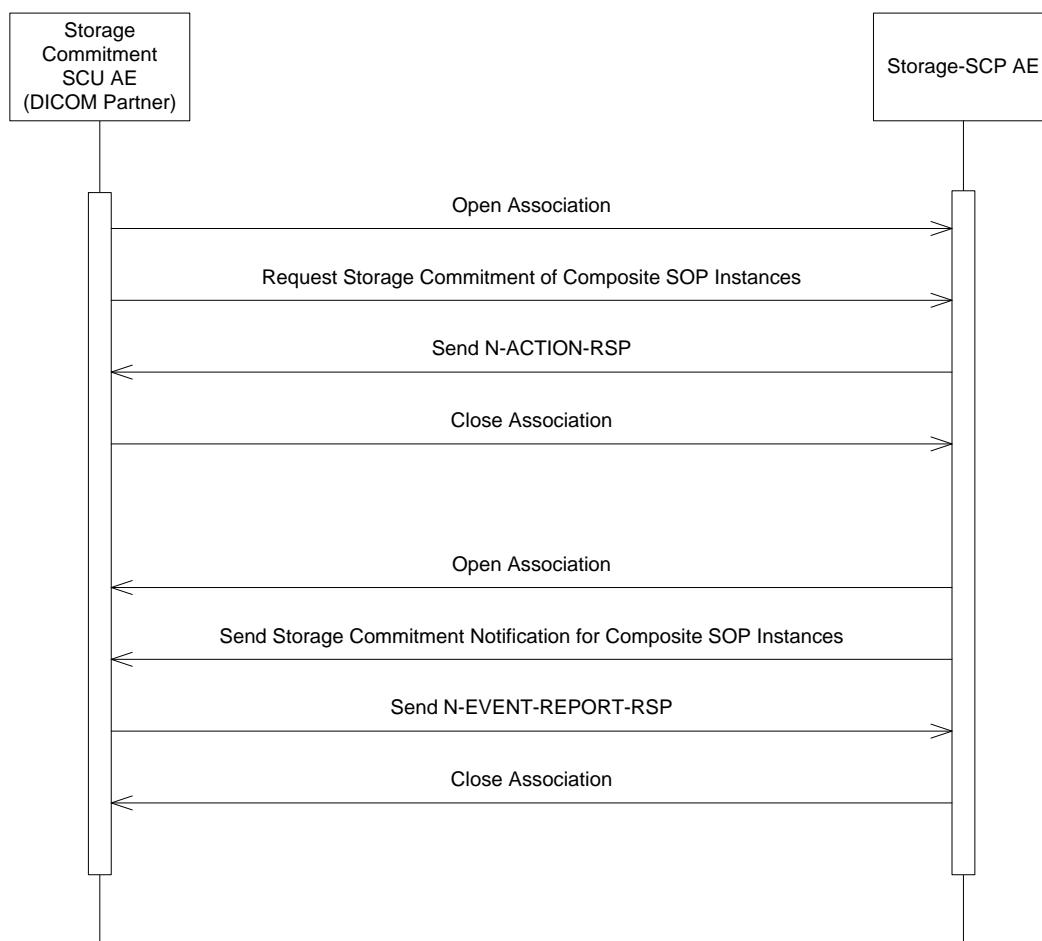 Storage
Commitment
SCU AE
(DICOM Partner)
Storage-SCP AE
Open Association
Request Storage Commitment of Composite SOP Instances
Send N-ACTION-RSP
Close Association
Open Association
Send Storage Commitment Notification for Composite SOP Instances
Send N-EVENT-REPORT-RSP
Close Association